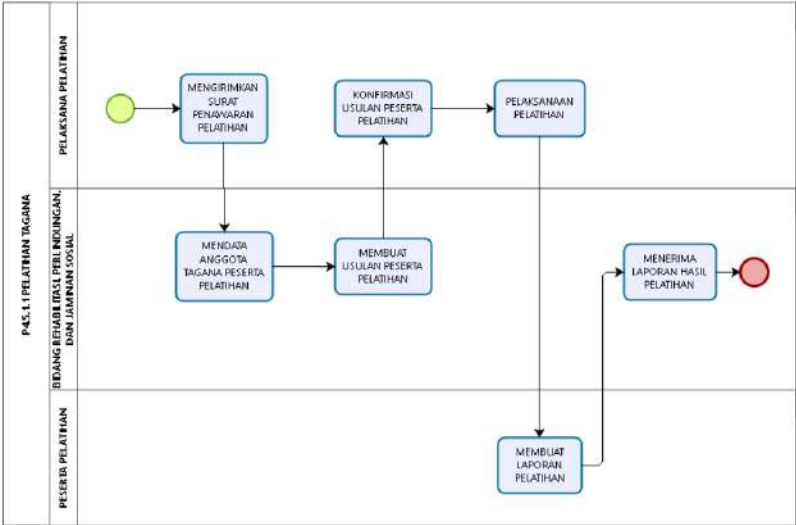 P.4.5.1.1 PELATIHAN TAGANA
PELAKSANA PELATIHAN
MENGIRIMKAN
SURAT
PENAWARAN
PELATIHAN
KONFIRMASI
USULAN PESERTA
PELATIHAN
PELAKSANAAN
PELATIHAN
BIDANG REHABILITASI, PERLINDUNGAN,
DAN JAMINAN SOSIAL
MENDATA
ANGGOTA
TAGANA PESERTA
PELATIHAN
MEMBUAT
USULAN PESERTA
PELATIHAN
MENERIMA
LAPORAN HASIL
PELATIHAN
PESERTA PELATIHAN
MEMBUAT
LAPORAN
PELATIHAN